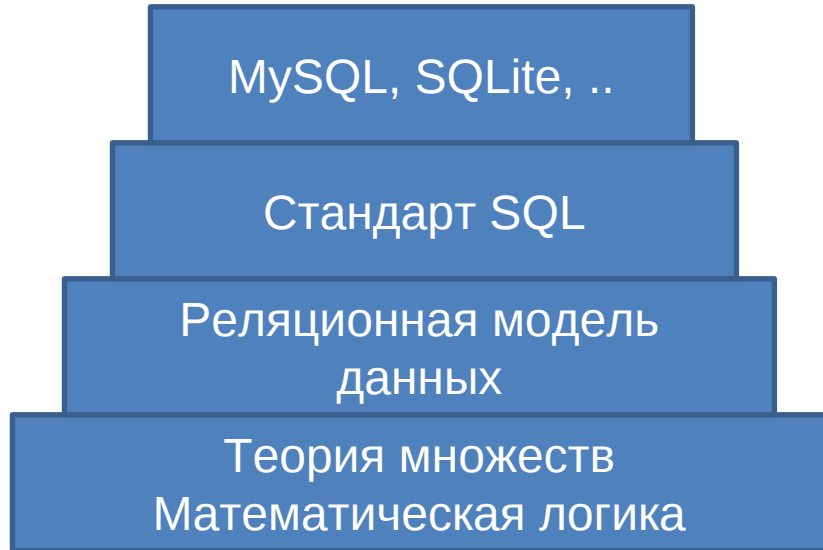 MySQL, SQLite, ..
Стандарт SQL
Реляционная модель
данных
Теория множеств
Математическая логика